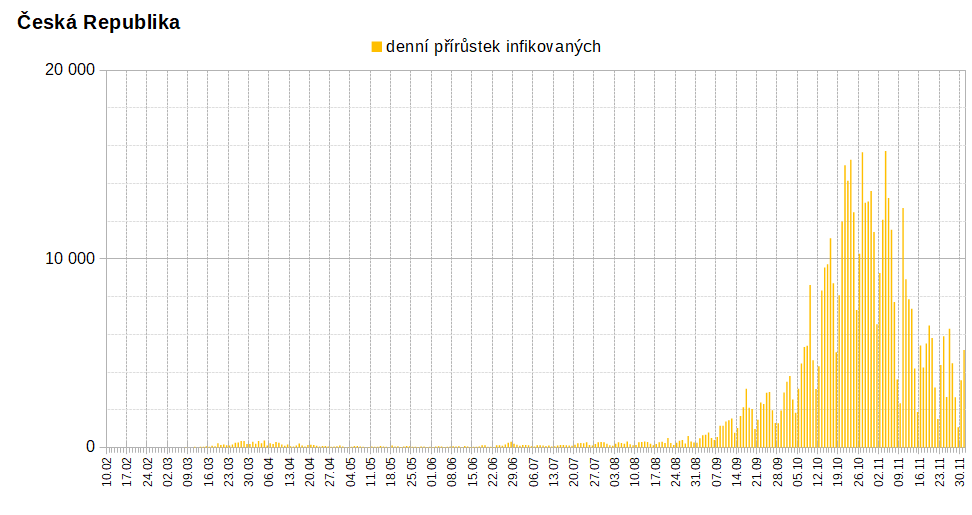 Česká Republika
denní přírůstek infikovaných
20 000
10 000
0
10.02 17.02 24.02 02.03 09.03 16.03 23.03 30.03 06.04 13.04 20.04 27.04 04.05 11.05 18.05 25.05 01.06 08.06 15.06 22.06 29.06 06.07 13.07 20.07 27.07 03.08 10.08 17.08 24.08 31.08 07.09 14.09 21.09 28.09 05.10 12.10 19.10 26.10 02.11 09.11 16.11 23.11 30.11